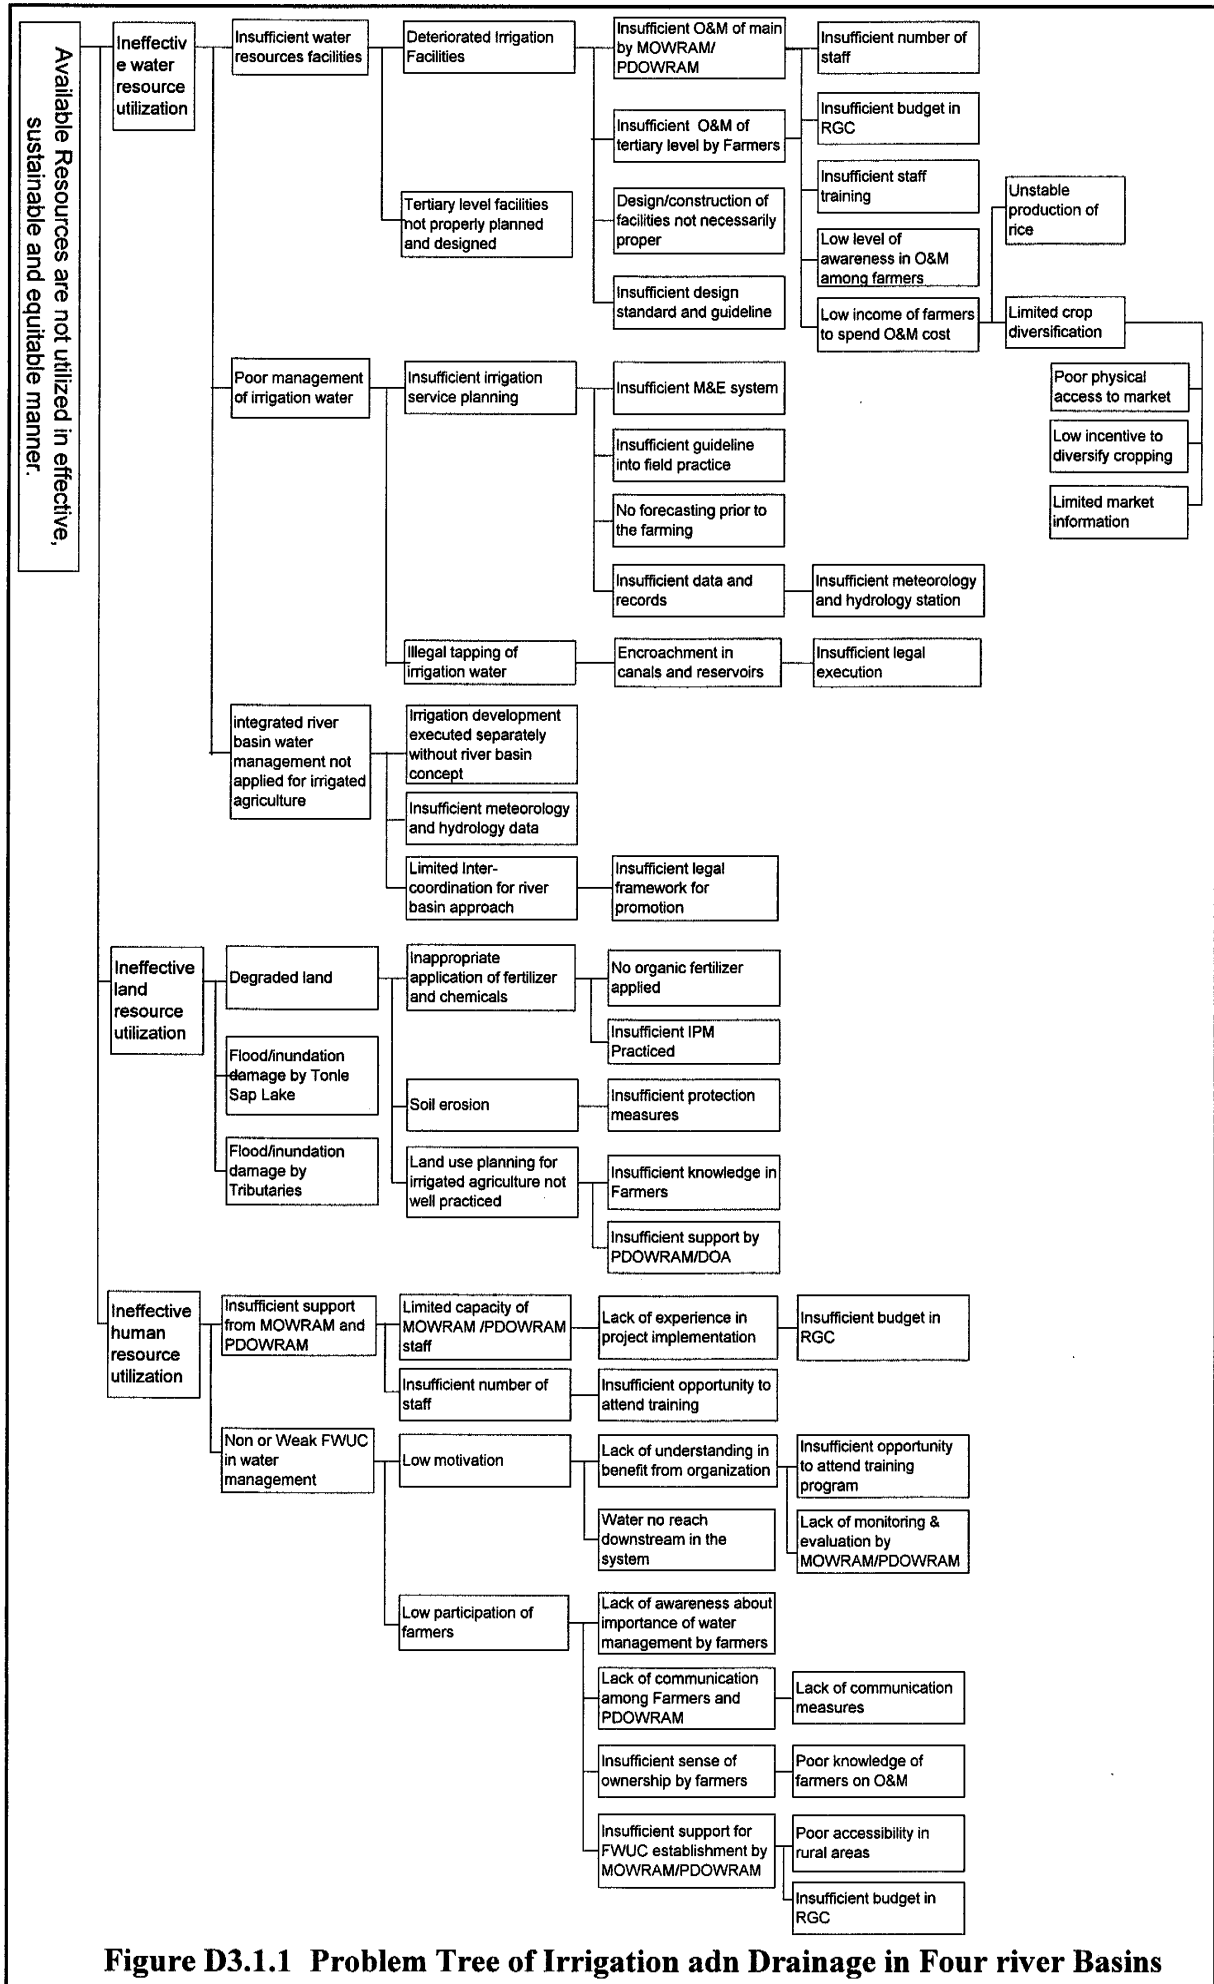 Available Resources are not utilized in effective,
sustainable and equitable manner.
Ineffectiv
e water
resource
utilization
Insufficient water
resources facilities
Deteriorated Irrigation
Facilities
Insufficient O&M of main
by MOWRAM/
PDOWRAM
Insufficient number of
staff
Insufficient budget in
RGC
Insufficient O&M of
tertiary level by Farmers
Insufficient staff
training
Unstable
production of
rice
Tertiary level facilities
not properly planned
and designed
Design/construction of
facilities not necessarily
proper
Low level of
awareness in O&M
among farmers
Insufficient design
standard and guideline
Low income of farmers
to spend O&M cost
Limited crop
diversification
Poor physical
access to market
Low incentive to
diversify cropping
Limited market
information
Poor management
of irrigation water
Insufficient irrigation
service planning
Insufficient M&E system
Insufficient guideline
into field practice
No forecasting prior to
the farming
Insufficient data and
records
Insufficient meteorology
and hydrology station
Illegal tapping of
irrigation water
Encroachment in
canals and reservoirs
Insufficient legal
execution
integrated river
basin water
management not
applied for irrigated
agriculture
Irrigation development
executed separately
without river basin
concept
Insufficient meteorology
and hydrology data
Limited Inter-
coordination for river
basin approach
Insufficient legal
framework for
promotion
Ineffective
land
resource
utilization
Degraded land
Inappropriate
application of fertilizer
and chemicals
No organic fertilizer
applied
Insufficient IPM
Practiced
Flood/inundation
damage by Tonle
Sap Lake
Soil erosion
Insufficient protection
measures
Flood/inundation
damage by
Tributaries
Land use planning for
irrigated agriculture not
well practiced
Insufficient knowledge in
Farmers
Insufficient support by
PDOWRAM/DOA
Ineffective
human
resource
utilization
Insufficient support
from MOWRAM and
PDOWRAM
Limited capacity of
MOWRAM /PDOWRAM
staff
Lack of experience in
project implementation
Insufficient budget in
RGC
Insufficient number of
staff
Insufficient opportunity to
attend training
Non or Weak FWUC
in water
management
Low motivation
Lack of understanding in
benefit from organization
Insufficient opportunity
to attend training
program
Water no reach
downstream in the
system
Lack of monitoring &
evaluation by
MOWRAM/PDOWRAM
Low participation of
farmers
Lack of awareness about
importance of water
management by farmers
Lack of communication
among Farmers and
PDOWRAM
Lack of communication
measures
Insufficient sense of
ownership by farmers
Poor knowledge of
farmers on O&M
Insufficient support for
FWUC establishment by
MOWRAM/PDOWRAM
Poor accessibility in
rural areas
Insufficient budget in
RGC
Figure D3.1.1 Problem Tree of Irrigation adn Drainage in Four river Basins